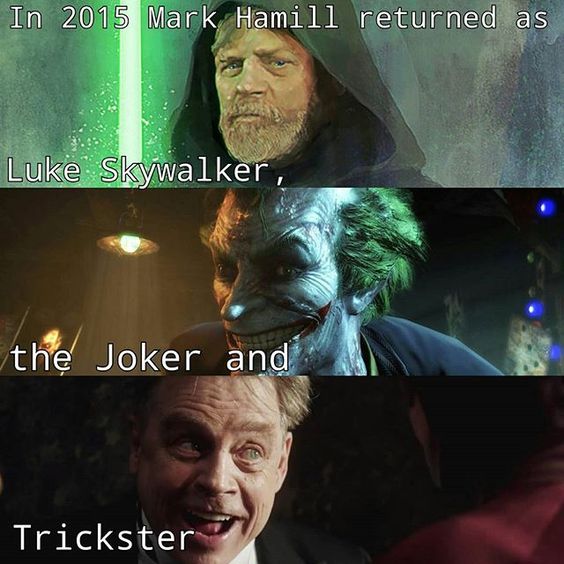 In 2015 Mark Hamill returned as
Luke Skywalker,
the Joker and
Trickster